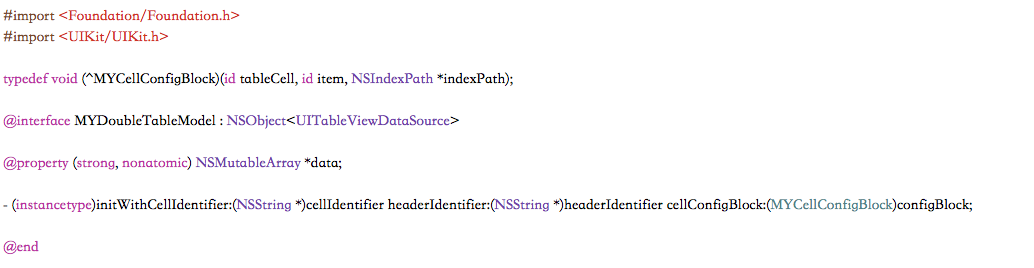 #import <Foundation/Foundation.h>
#import <UIKit/UIKit.h>
typedef void (^MYCellConfigBlock)(id tableCell, id item, NSIndexPath *indexPath);
@interface MYDoubleTableModel : NSObject<UITableViewDataSource>
@property (strong, nonatomic) NSMutableArray *data;
- (instancetype)initWithCellIdentifier:(NSString *)cellIdentifier headerIdentifier:(NSString *)headerIdentifier cellConfigBlock:(MYCellConfigBlock)configBlock;
@end